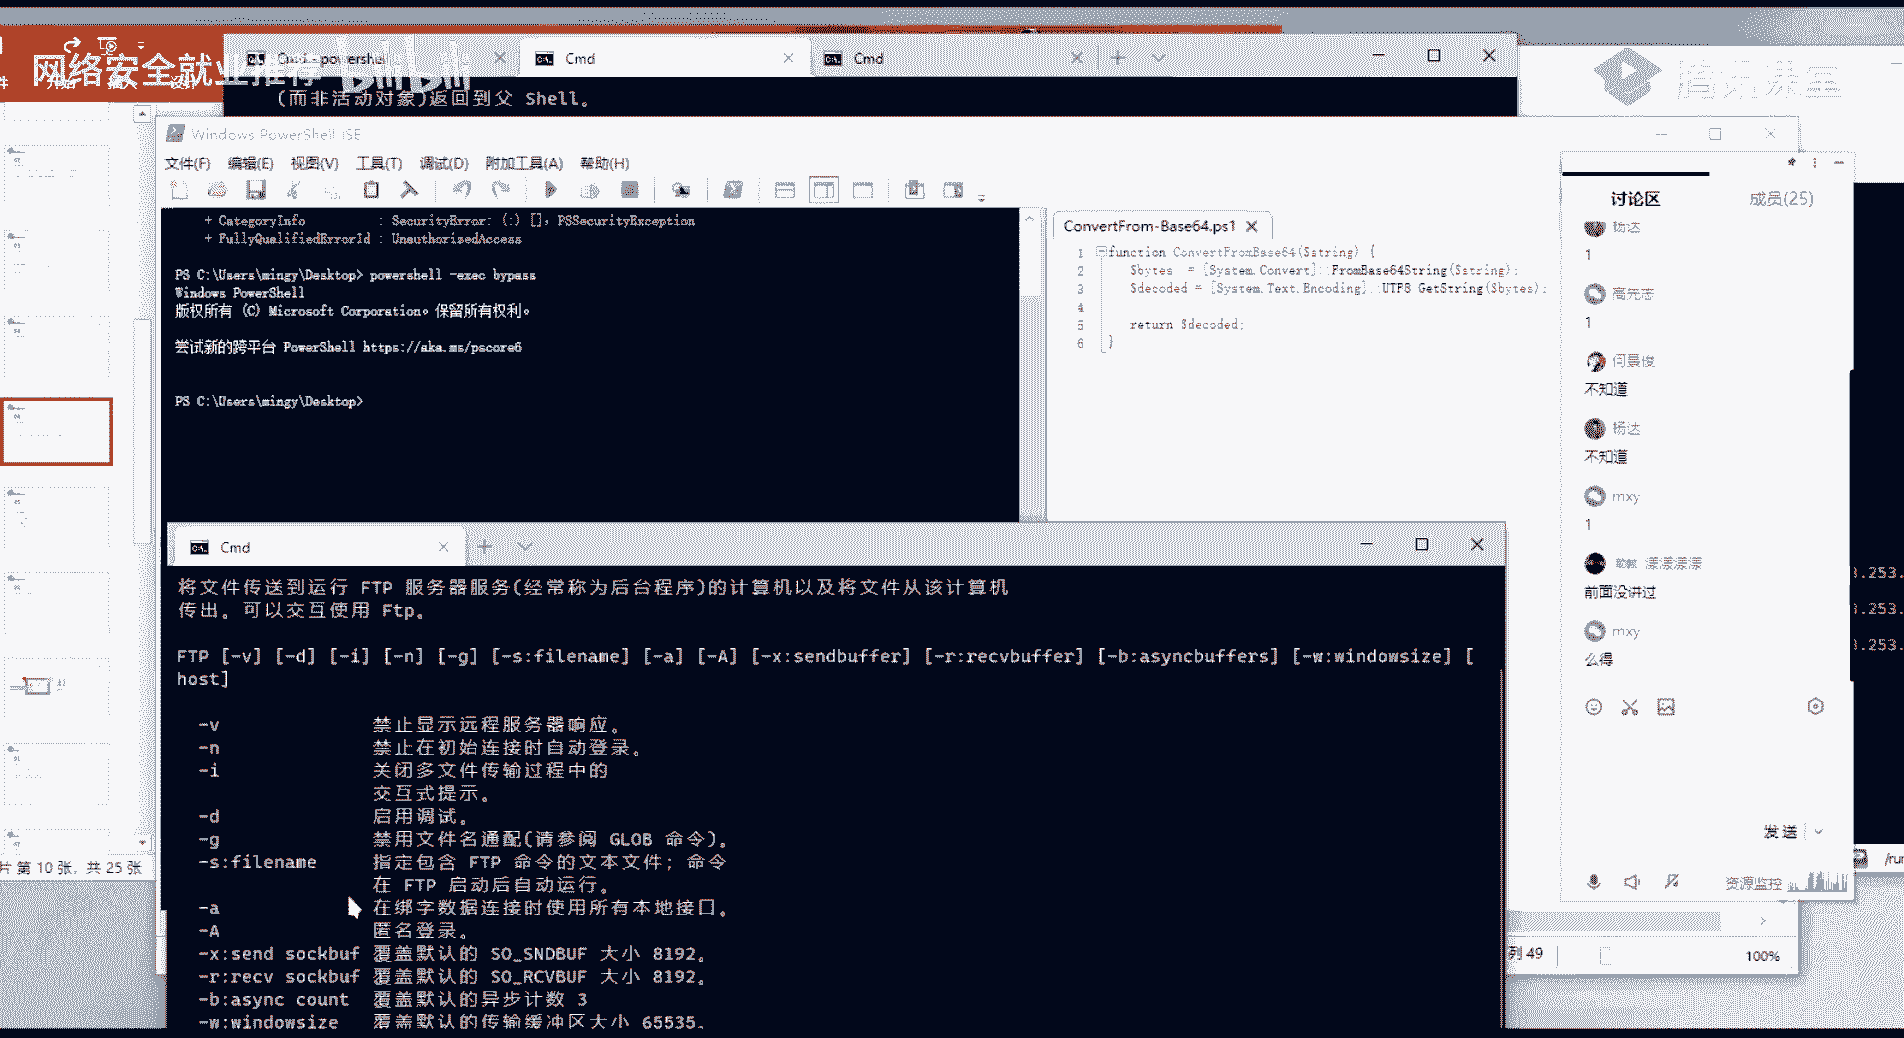 网络安全就业推荐
bilibili
Cmd - powershell
Cmd
Cmd
(而非活动对象)返回到父 Shell。
腾讯课堂
Windows PowerShell ISE
文件(F) 编辑(E) 视图(V) 工具(T) 调试(D) 附加工具(A) 帮助(H)
+ CategoryInfo : SecurityError: (:) [], PSSecurityException
+ FullyQualifiedErrorId : UnauthorizedAccess
PS C:\Users\mingy\Desktop> powershell -exec bypass
Windows PowerShell
版权所有 (C) Microsoft Corporation。保留所有权利。
尝试新的跨平台 PowerShell https://aka.ms/pscore6
PS C:\Users\mingy\Desktop>
ConvertFrom-Base64.ps1
1 function ConvertFromBase64($string) {
2 $bytes = [System.Convert]::FromBase64String($string);
3 $decoded = [System.Text.Encoding]::UTF8.GetString($bytes);
4
5 return $decoded;
6 }
讨论区 成员(25)
杨达
1
高先志
1
何景俊
不知道
杨达
不知道
mxy
1
前面没讲过
mxy
么得
发送
资源监控
Cmd
将文件传送到运行 FTP 服务器服务(经常称为后台程序)的计算机以及将文件从该计算机
传出。可以交互使用 Ftp。
FTP [-v] [-d] [-i] [-n] [-g] [-s:filename] [-a] [-A] [-x:sendbuffer] [-r:recvbuffer] [-b:asyncbuffers] [-w:windowsize] [
host]
-v 禁止显示远程服务器响应。
-n 禁止在初始连接时自动登录。
-i 关闭多文件传输过程中的
交互式提示。
-d 启用调试。
-g 禁用文件名通配(请参阅 GLOB 命令)。
-s:filename 指定包含 FTP 命令的文本文件; 命令
在 FTP 启动后自动运行。
-a 在绑字数据连接时使用所有本地接口。
-A 匿名登录。
-x:send sockbuf 覆盖默认的 SO_SNDBUF 大小 8192。
-r:recv sockbuf 覆盖默认的 SO_RCVBUF 大小 8192。
-b:async count 覆盖默认的异步计数 3
-w:windowsize 覆盖默认的传输缓冲区大小 65535。
片 第 10 张, 共 25 张
.253.
.253.
.253.
/run
列 49
100%